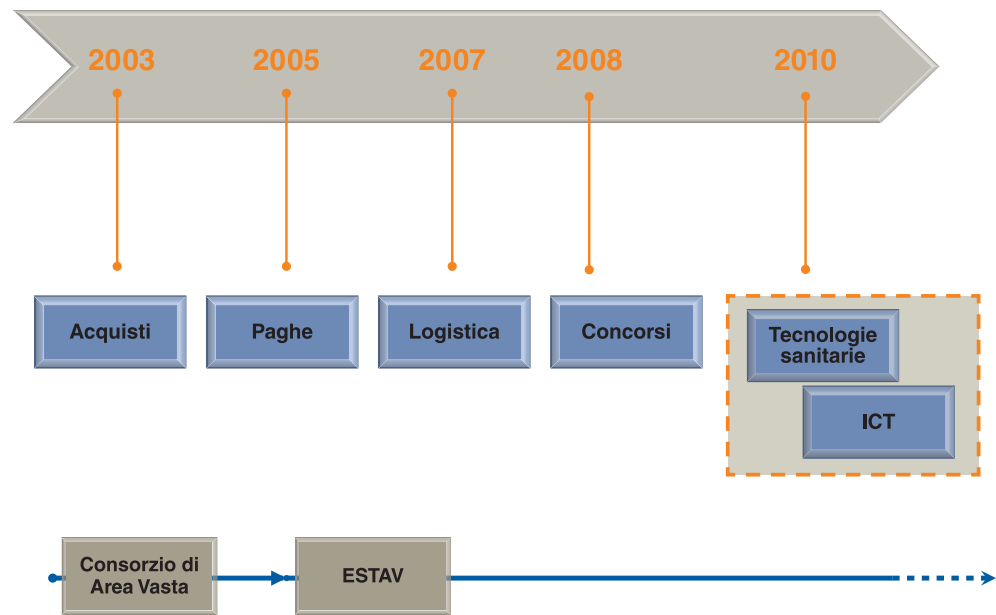 2003 2005 2007 2008 2010
Acquisti Paghe Logistica Concorsi
Tecnologie
sanitarie
ICT
Consorzio di
Area Vasta
ESTAV